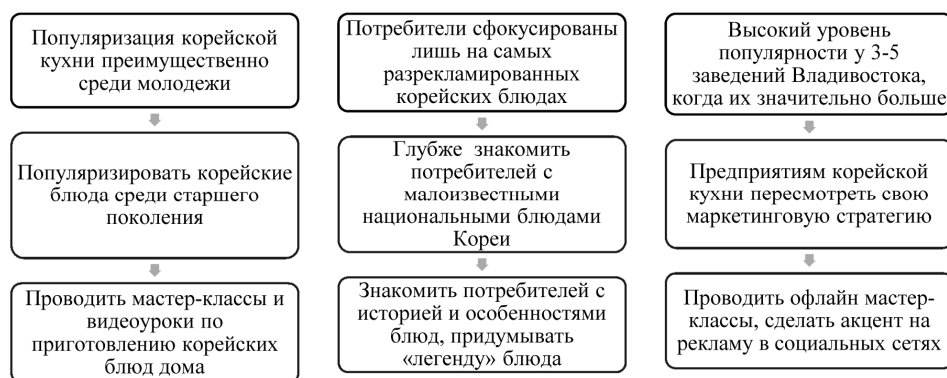 Популяризация корейской
кухни преимущественно
среди молодежи
Популяризировать корейские
блюда среди старшего
поколения
Проводить мастер-классы и
видеоуроки по
приготовлению корейских
блюд дома
Потребители сфокусированы
лишь на самых
разрекламированных
корейских блюдах
Глубже знакомить
потребителей с
малоизвестными
национальными блюдами
Кореи
Знакомить потребителей с
историей и особенностями
блюд, придумывать
«легенду» блюда
Высокий уровень
популярности у 3-5
заведений Владивостока,
когда их значительно больше
Предприятиям корейской
кухни пересмотреть свою
маркетинговую стратегию
Проводить офлайн мастер-
классы, сделать акцент на
рекламу в социальных сетях